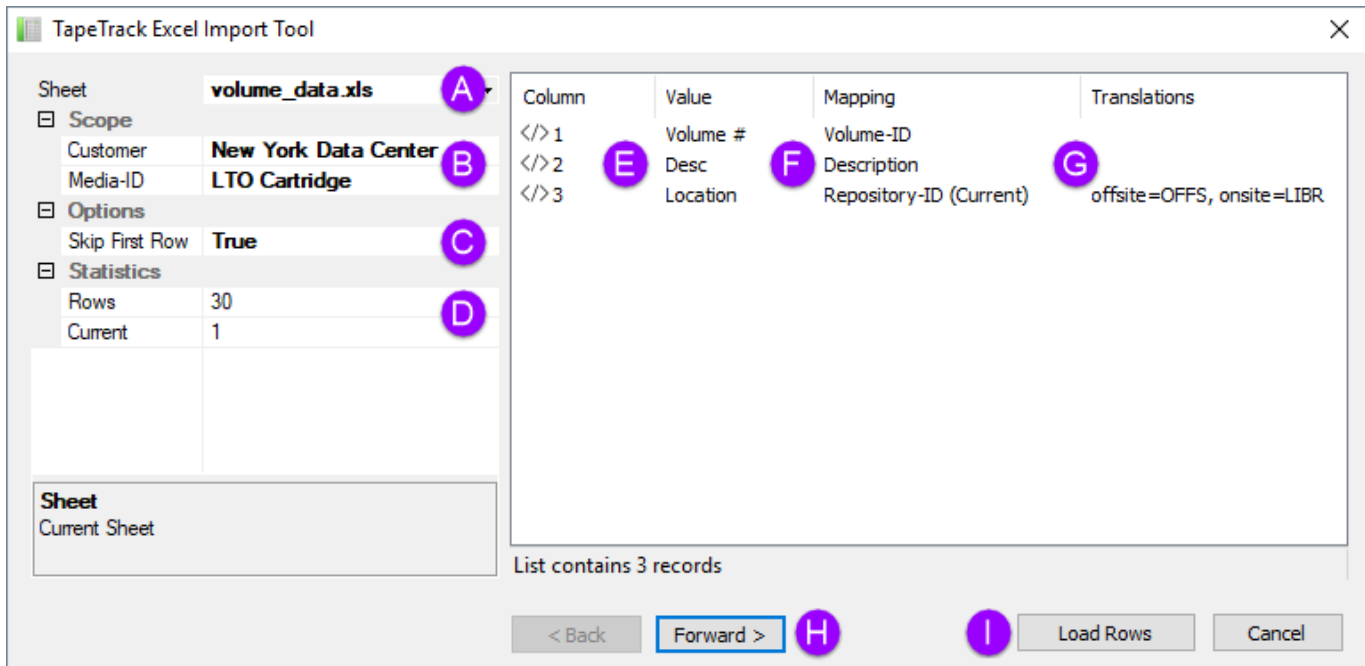 TapeTrack Excel Import Tool
Sheet volume_data.xls A
Scope
Customer New York Data Center
B
Media-ID LTO Cartridge
Options
Skip First Row True C
Statistics
Rows 30
D
Current 1
Sheet
Current Sheet
Column Value Mapping Translations
</> 1 Volume # Volume-ID
</> 2 E Desc F Description G
</> 3 Location Repository-ID (Current) offsite=OFFS, onsite=LIBR
List contains 3 records
< Back Forward > H I Load Rows Cancel